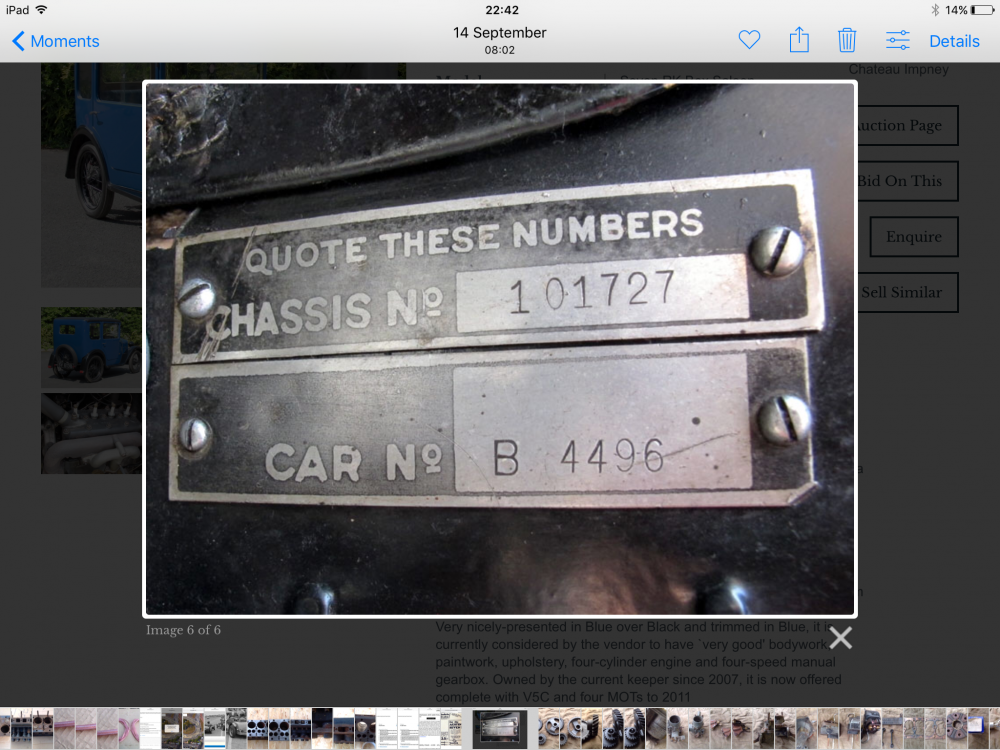 iPad 22:42 14%
Moments 14 September Details
08:02
Chateau Impney
uction Page
Bid On This
Enquire
Sell Similar
QUOTE THESE NUMBERS
CHASSIS Nº 101727
CAR Nº B 4496
Image 6 of 6
Very nicely-presented in Blue over Black and trimmed in Blue, it is
currently considered by the vendor to have `very good' bodywork,
paintwork, upholstery, four-cylinder engine and four-speed manual
gearbox. Owned by the current keeper since 2007, it is now offered
complete with V5C and four MOTs to 2011